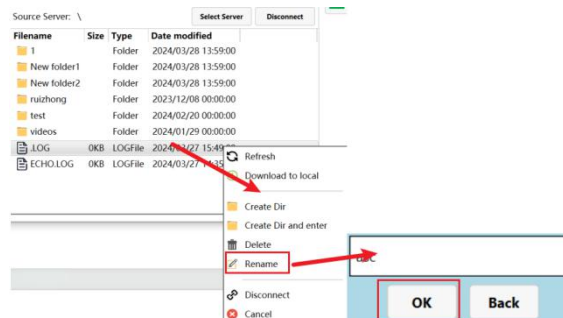 Source Server: \
Select Server
Disconnect
Filename Size Type Date modified
1 Folder 2024/03/28 13:59:00
New folder1 Folder 2024/03/28 13:59:00
New folder2 Folder 2024/03/28 13:59:00
ruizhong Folder 2023/12/08 00:00:00
test Folder 2024/02/20 00:00:00
videos Folder 2024/01/29 00:00:00
.LOG 0KB LOGFile 2024/03/27 15:49
ECHO.LOG 0KB LOGFile 2024/03/27
Refresh
Download to local
Create Dir
Create Dir and enter
Delete
Rename
Disconnect
Cancel
OK
Back